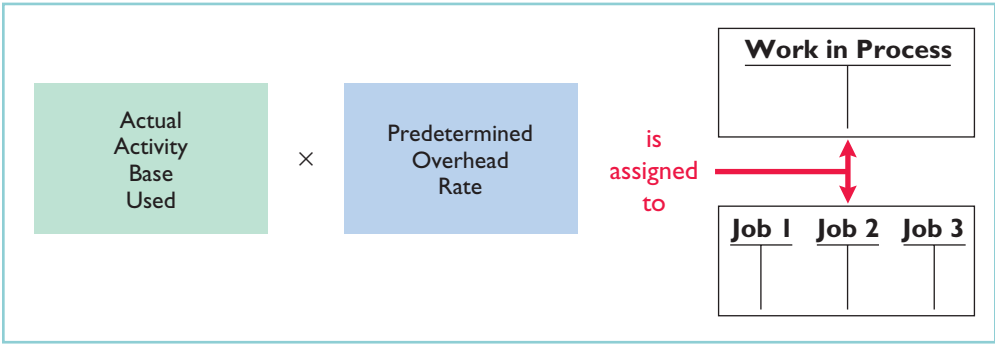 Actual
Activity
Base
Used
×
Predetermined
Overhead
Rate
is
assigned
to
Work in Process
Job 1 Job 2 Job 3